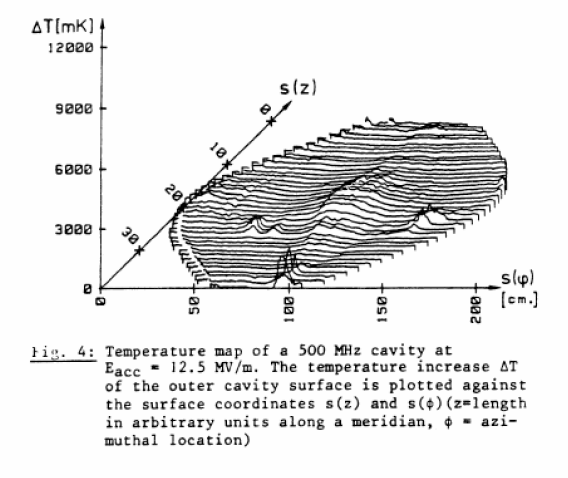 ΔT[mK]
12000
9000
6000
3000
0
s(z)
0
10
20
30
0
50
100
150
200
s(φ)
[cm.]
Fig. 4: Temperature map of a 500 MHz cavity at
Eacc = 12.5 MV/m. The temperature increase ΔT
of the outer cavity surface is plotted against
the surface coordinates s(z) and s(ϕ)(z=length
in arbitrary units along a meridian, ϕ = azi-
muthal location)